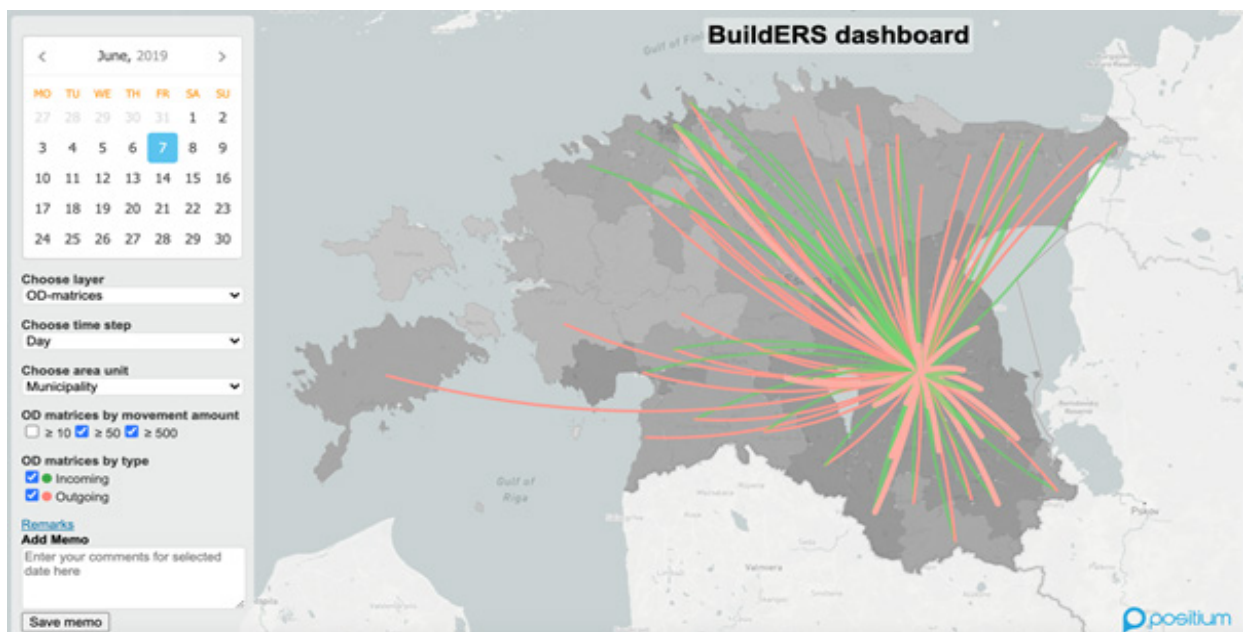 BuildERS dashboard
< June, 2019 >
MO TU WE TH FR SA SU
27 28 29 30 31 1 2
3 4 5 6 7 8 9
10 11 12 13 14 15 16
17 18 19 20 21 22 23
24 25 26 27 28 29 30
Choose layer
OD-matrices
Choose time step
Day
Choose area unit
Municipality
OD matrices by movement amount
≥ 10 ≥ 50 ≥ 500
OD matrices by type
Incoming
Outgoing
Remarks
Add Memo
Enter your comments for selected
date here
Save memo
Gulf of Fin
Gulf of
Riga
Pskov
Valmiera
positium